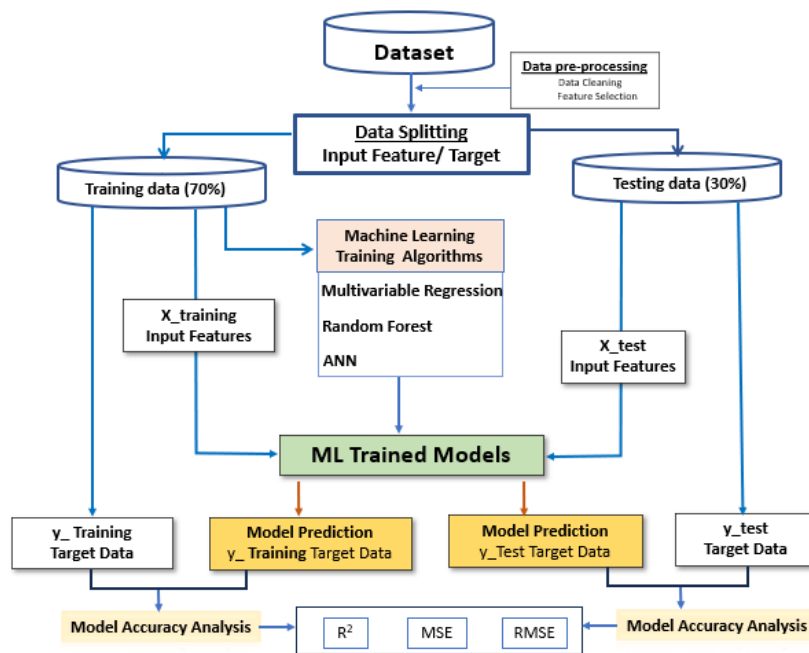 Dataset
Data pre-processing
Data Cleaning
Feature Selection
Data Splitting
Input Feature/ Target
Training data (70%)
Testing data (30%)
Machine Learning
Training Algorithms
Multivariable Regression
Random Forest
ANN
X_training
Input Features
X_test
Input Features
ML Trained Models
y_ Training
Target Data
Model Prediction
y_ Training Target Data
Model Prediction
y_Test Target Data
y_test
Target Data
Model Accuracy Analysis
R²
MSE
RMSE
Model Accuracy Analysis